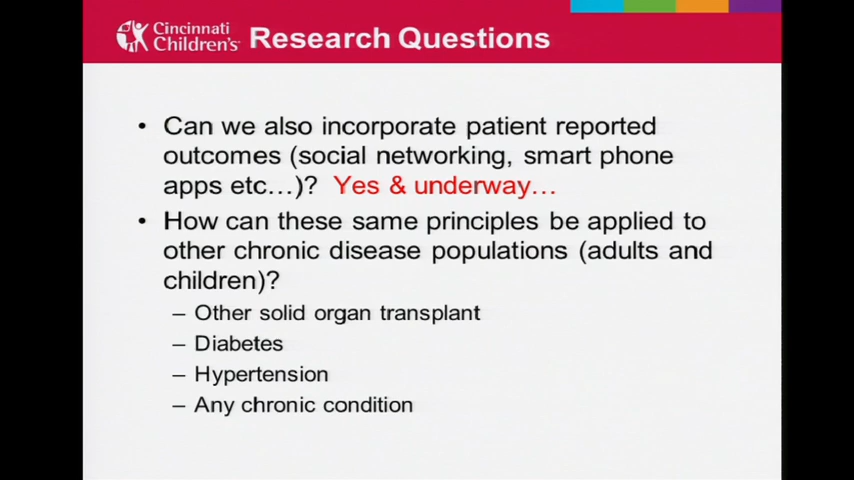 Cincinnati
Children's
Research Questions
• Can we also incorporate patient reported
outcomes (social networking, smart phone
apps etc…)? Yes & underway…
• How can these same principles be applied to
other chronic disease populations (adults and
children)?
– Other solid organ transplant
– Diabetes
– Hypertension
– Any chronic condition